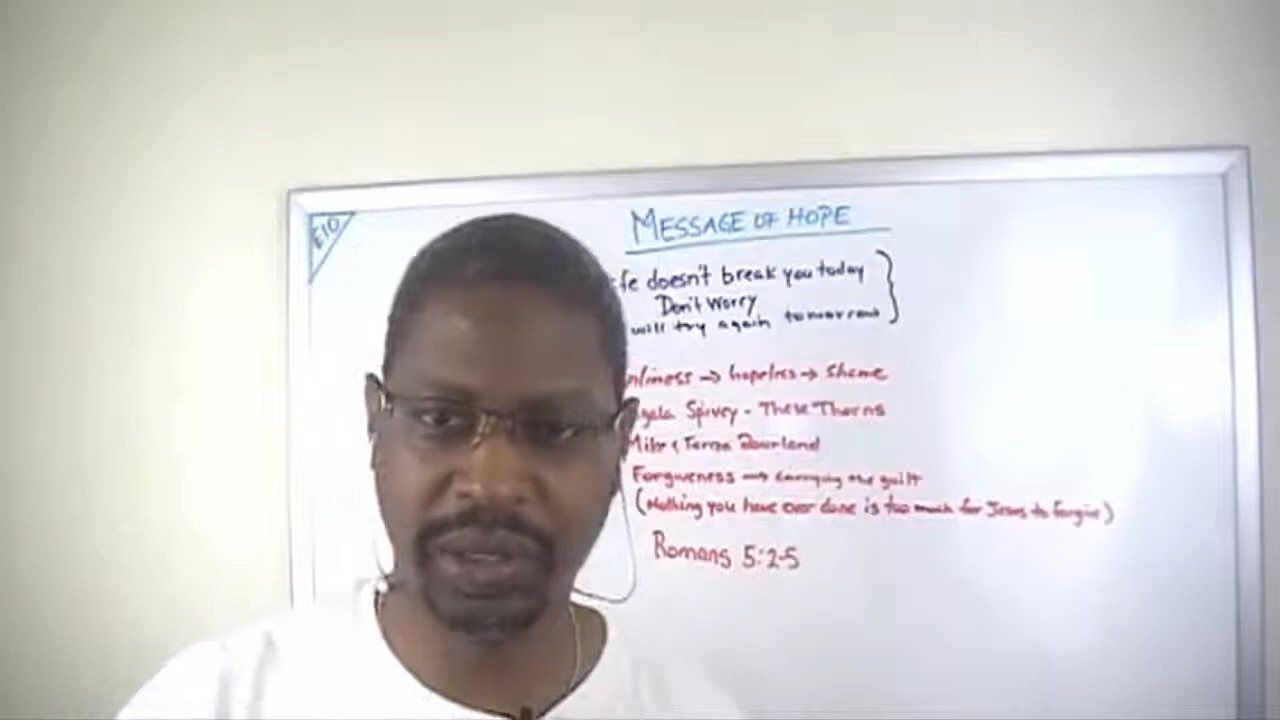 E10
MESSAGE OF HOPE
fe doesn't break you today
Don't worry
will try again tomorrow
nliness → hopeless → Shame
gela Spivey - These Thorns
Mike & Bourland
Forgiveness → carrying the guilt
(Nothing you have ever done is too much for Jesus to forgive)
Romans 5:2-5